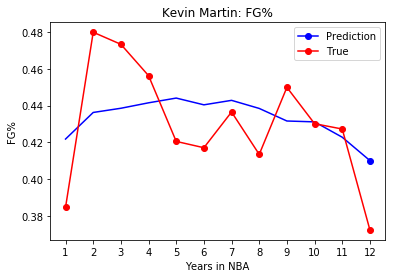 Kevin Martin: FG%
Prediction
True
FG%
0.48
0.46
0.44
0.42
0.40
0.38
1 2 3 4 5 6 7 8 9 10 11 12
Years in NBA